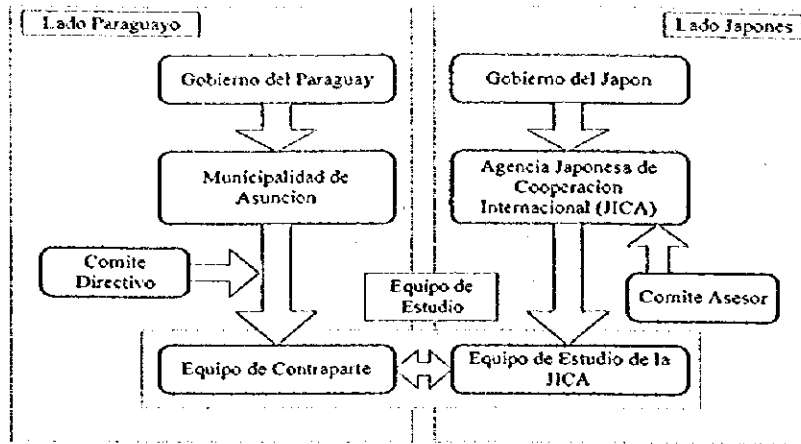 Lado Paraguayo
Lado Japones
Gobierno del Paraguay
Gobierno del Japon
Municipalidad de
Asuncion
Agencia Japonesa de
Cooperacion
Internacional (JICA)
Comite
Directivo
Equipo de
Estudio
Comite Asesor
Equipo de Contraparte
Equipo de Estudio de la
JICA